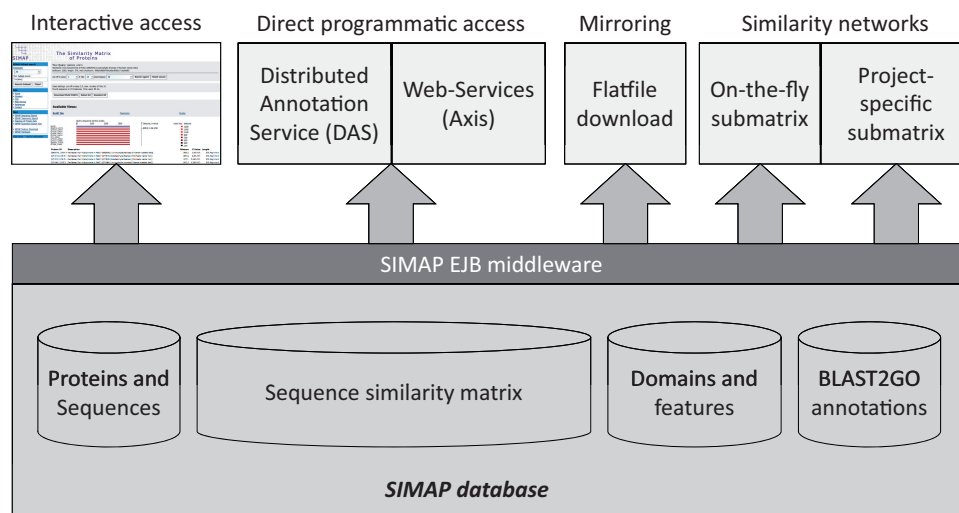 Interactive access
Direct programmatic access
Mirroring
Similarity networks
SIMAP
The Similarity Matrix
of Proteins
Distributed
Annotation
Service (DAS)
Web-Services
(Axis)
Flatfile
download
On-the-fly
submatrix
Project-
specific
submatrix
SIMAP EJB middleware
Proteins and
Sequences
Sequence similarity matrix
Domains and
features
BLAST2GO
annotations
SIMAP database